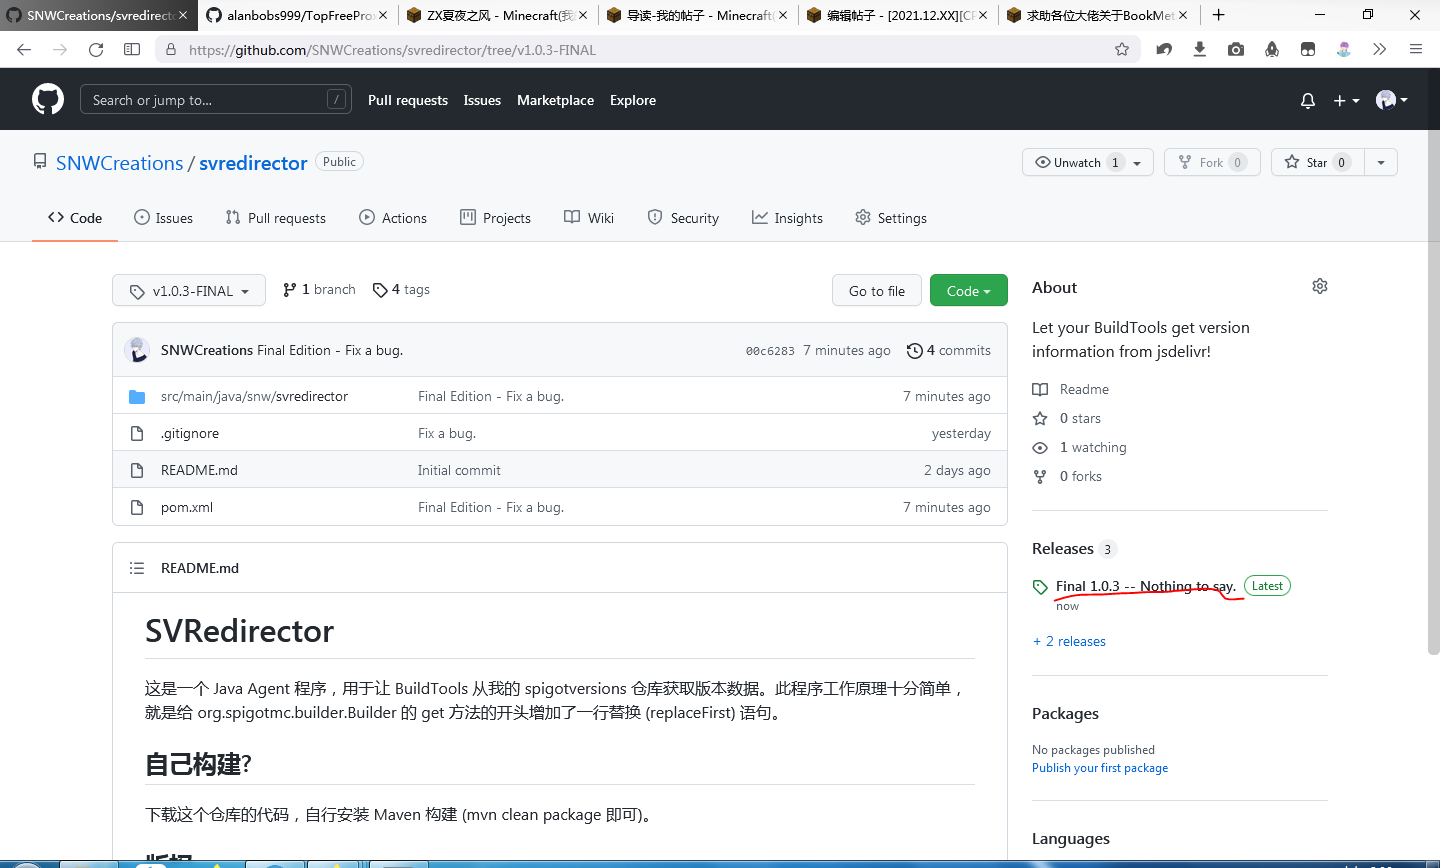 SNWCreations/svredirecto
alanbobs999/TopFreePro
ZX夏夜之风 - Minecraft(我
导读-我的帖子 - Minecraft(
编辑帖子 - [2021.12.XX][CP
求助各位大佬关于BookMet
https://github.com/SNWCreations/svredirector/tree/v1.0.3-FINAL
Search or jump to…
/
Pull requests
Issues
Marketplace
Explore
SNWCreations / svredirector
Public
Unwatch 1
Fork 0
Star 0
Code
Issues
Pull requests
Actions
Projects
Wiki
Security
Insights
Settings
v1.0.3-FINAL
1 branch
4 tags
Go to file
Code
SNWCreations Final Edition - Fix a bug.
00c6283 7 minutes ago
4 commits
src/main/java/snw/svredirector
Final Edition - Fix a bug.
7 minutes ago
.gitignore
Fix a bug.
yesterday
README.md
Initial commit
2 days ago
pom.xml
Final Edition - Fix a bug.
7 minutes ago
README.md
SVRedirector
这是一个 Java Agent 程序，用于让 BuildTools 从我的 spigotversions 仓库获取版本数据。此程序工作原理十分简单，
就是给 org.spigotmc.builder.Builder 的 get 方法的开头增加了一行替换 (replaceFirst) 语句。
自己构建?
下载这个仓库的代码，自行安装 Maven 构建 (mvn clean package 即可)。
版权
About
Let your BuildTools get version
information from jsdelivr!
Readme
0 stars
1 watching
0 forks
Releases 3
Final 1.0.3 -- Nothing to say.
Latest
now
+ 2 releases
Packages
No packages published
Publish your first package
Languages